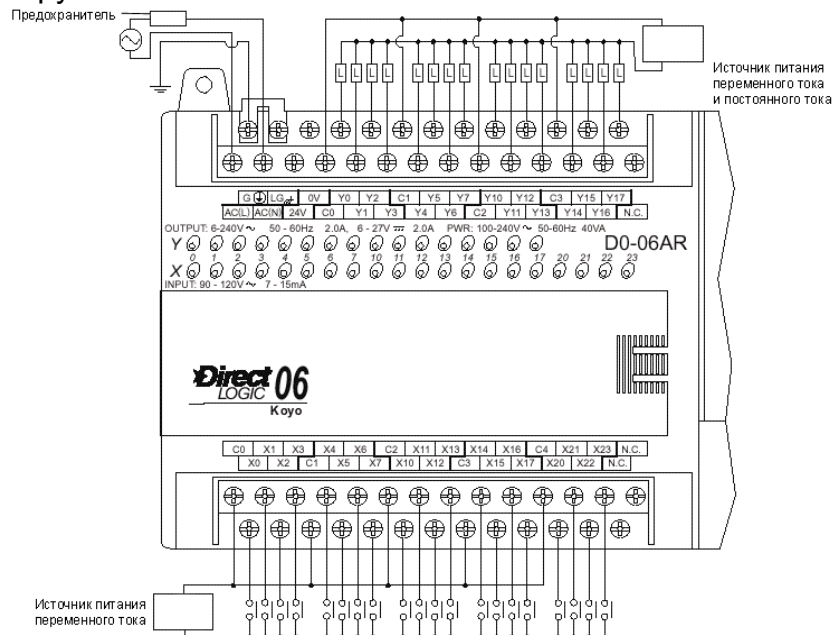 Предохранитель
L L L L L L L L L L L L L L L L
Источник питания
переменного тока
и постоянного тока
G LG 0V Y0 Y2 C1 Y5 Y7 Y10 Y12 C3 Y15 Y17
AC(L) AC(N) 24V C0 Y1 Y3 Y4 Y6 C2 Y11 Y13 Y14 Y16 N.C.
OUTPUT: 6-240V ~ 50 - 60Hz 2.0A, 6 - 27V ⎓ 2.0A PWR: 100-240V ~ 50-60Hz 40VA
Y D0-06AR
0 1 2 3 4 5 6 7 10 11 12 13 14 15 16 17 20 21 22 23
X
INPUT: 90 - 120V ~ 7 - 15mA
Direct
LOGIC 06
Koyo
C0 X1 X3 X4 X6 C2 X11 X13 X14 X16 C4 X21 X23 N.C.
X0 X2 C1 X5 X7 X10 X12 C3 X15 X17 X20 X22 N.C.
Источник питания
переменного тока